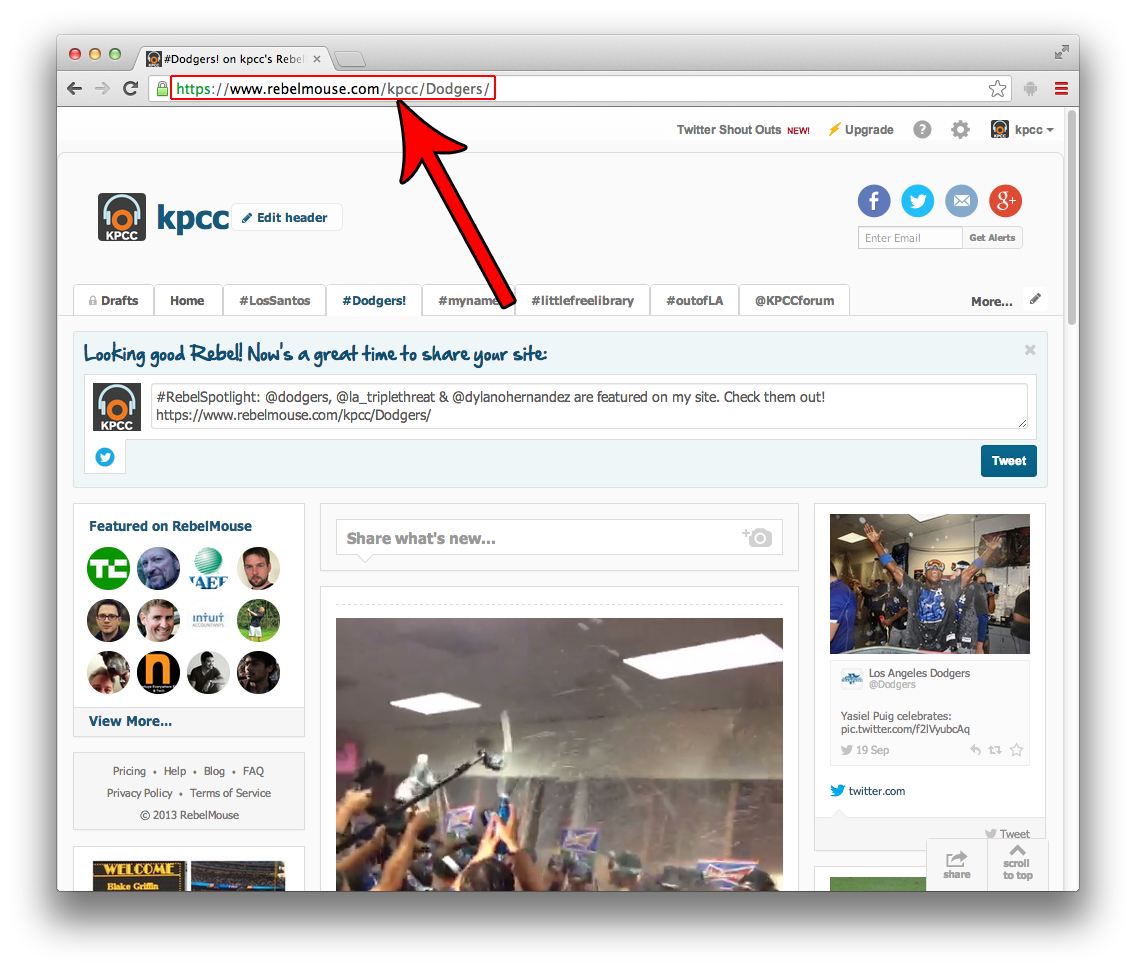 #Dodgers! on kpcc's Rebel
https://www.rebelmouse.com/kpcc/Dodgers/
Twitter Shout Outs NEW! Upgrade ? kpcc
KPCC kpcc Edit header
f g+
Enter Email Get Alerts
Drafts Home #LosSantos #Dodgers! #myname #littlefreelibrary #outofLA @KPCCforum More...
Looking good Rebel! Now's a great time to share your site:
KPCC
#RebelSpotlight: @dodgers, @la_triplethreat & @dylanohernandez are featured on my site. Check them out!
https://www.rebelmouse.com/kpcc/Dodgers/
Tweet
Featured on RebelMouse
TC
IAEF
INTUIT
ACCOUNTANTS
n
View More...
Pricing • Help • Blog • FAQ
Privacy Policy • Terms of Service
© 2013 RebelMouse
WELCOME
Blake Griffin
Share what's new...
Los Angeles Dodgers
@Dodgers
Yasiel Puig celebrates:
pic.twitter.com/f2lVyubcAq
19 Sep
twitter.com
Tweet
share
scroll
to top